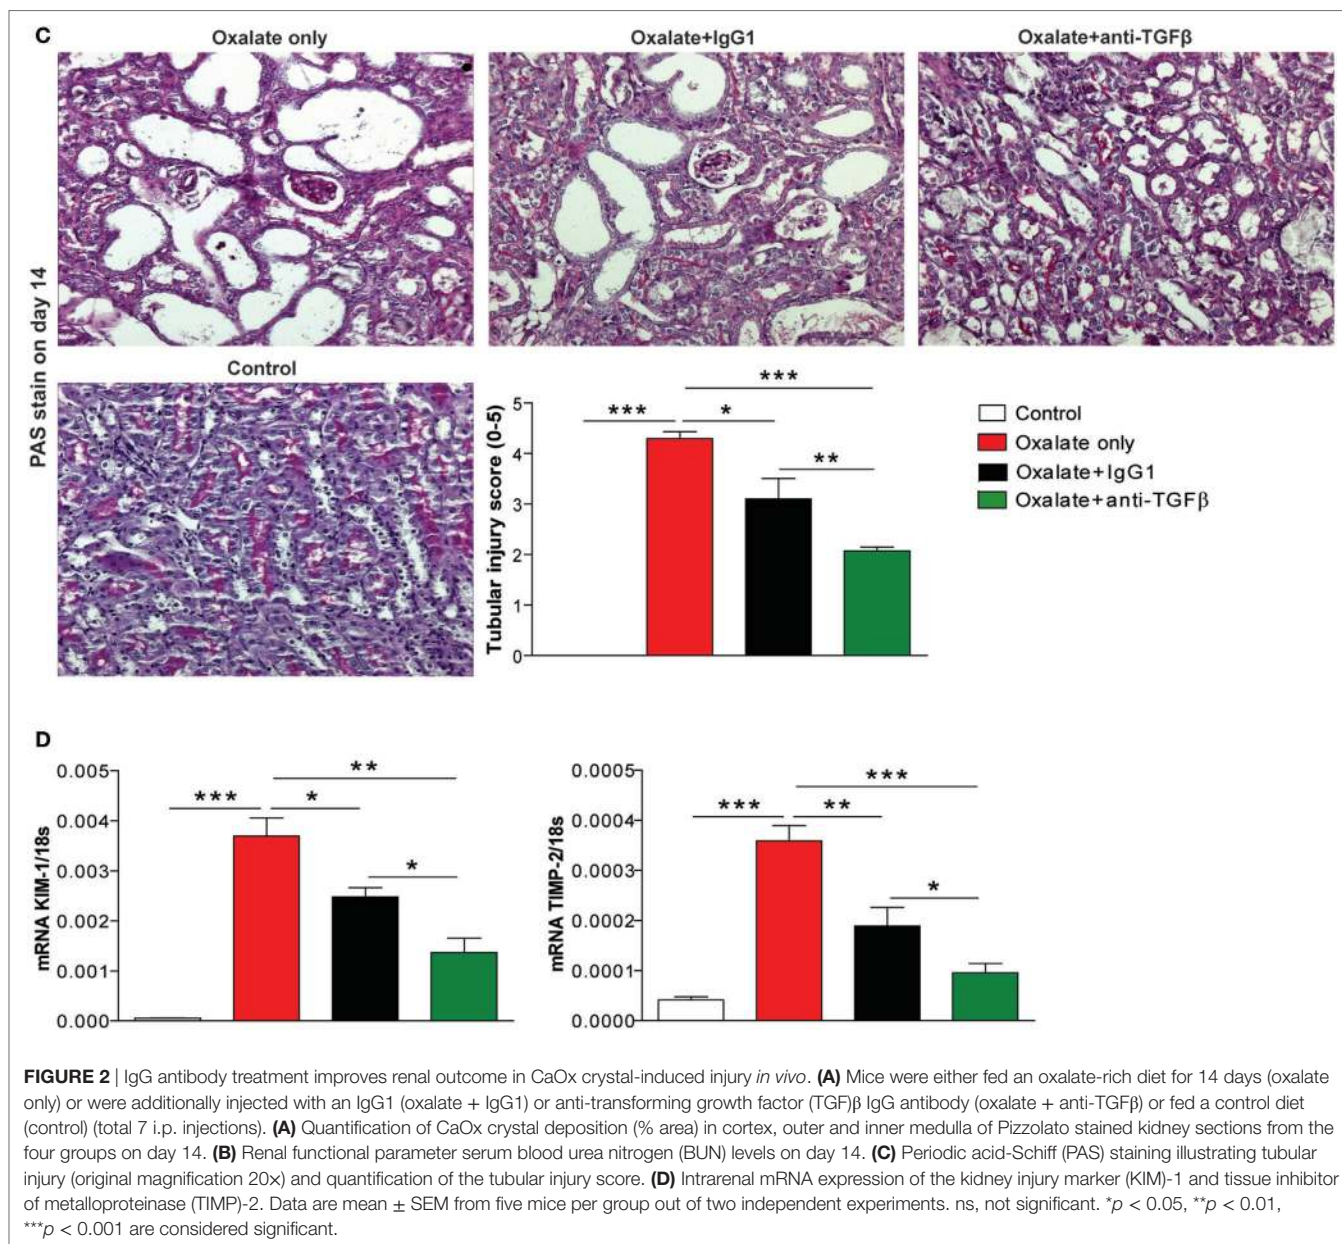 C
Oxalate only
Oxalate+IgG1
Oxalate+anti-TGFβ
PAS stain on day 14
Control
Tubular injury score (0-5)
5
4
3
2
1
0
***
*
***
**
Control
Oxalate only
Oxalate+IgG1
Oxalate+anti-TGFβ
D
mRNA KIM-1/18s
0.005
0.004
0.003
0.002
0.001
0.000
**
***
*
*
mRNA TIMP-2/18s
0.0005
0.0004
0.0003
0.0002
0.0001
0.0000
***
***
**
*
FIGURE 2 | IgG antibody treatment improves renal outcome in CaOx crystal-induced injury in vivo. (A) Mice were either fed an oxalate-rich diet for 14 days (oxalate
only) or were additionally injected with an IgG1 (oxalate + IgG1) or anti-transforming growth factor (TGF)β IgG antibody (oxalate + anti-TGFβ) or fed a control diet
(control) (total 7 i.p. injections). (A) Quantification of CaOx crystal deposition (% area) in cortex, outer and inner medulla of Pizzolato stained kidney sections from the
four groups on day 14. (B) Renal functional parameter serum blood urea nitrogen (BUN) levels on day 14. (C) Periodic acid-Schiff (PAS) staining illustrating tubular
injury (original magnification 20×) and quantification of the tubular injury score. (D) Intrarenal mRNA expression of the kidney injury marker (KIM)-1 and tissue inhibitor
of metalloproteinase (TIMP)-2. Data are mean ± SEM from five mice per group out of two independent experiments. ns, not significant. *p < 0.05, **p < 0.01,
***p < 0.001 are considered significant.